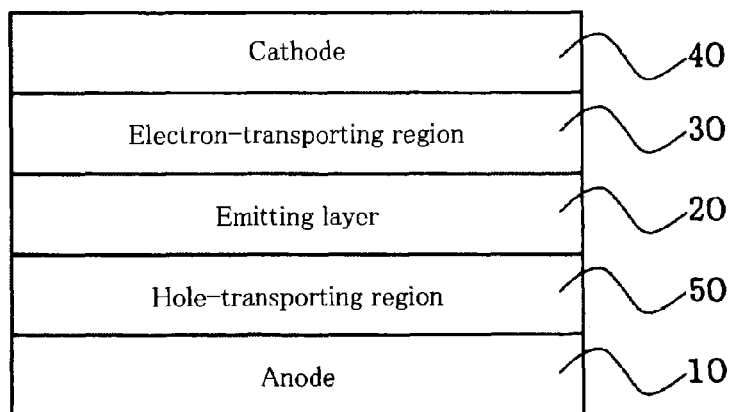 Cathode 40
Electron-transporting region 30
Emitting layer 20
Hole-transporting region 50
Anode 10